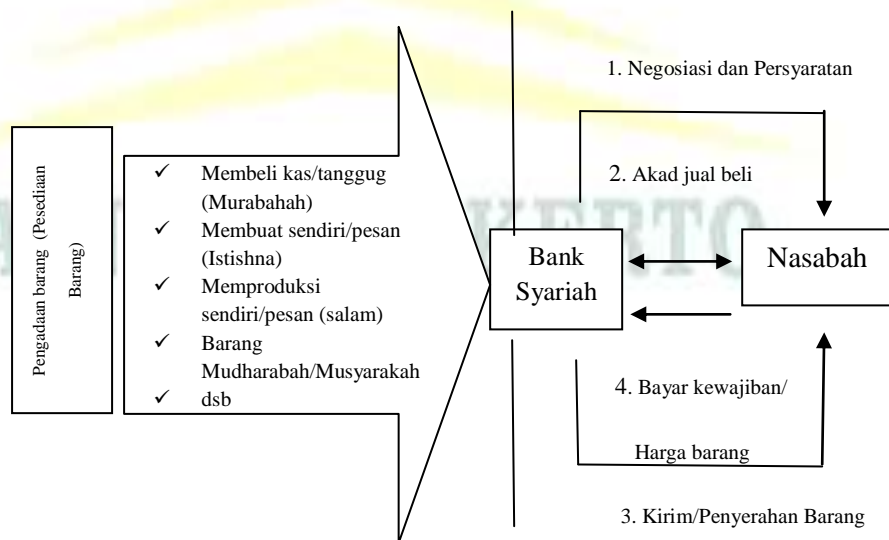 Pengadaan barang (Pesediaan
Barang)
✓ Membeli kas/tanggug
(Murabahah)
✓ Membuat sendiri/pesan
(Istishna)
✓ Memproduksi
sendiri/pesan (salam)
✓ Barang
Mudharabah/Musyarakah
✓ dsb
1. Negosiasi dan Persyaratan
2. Akad jual beli
Bank
Syariah
Nasabah
4. Bayar kewajiban/
Harga barang
3. Kirim/Penyerahan Barang